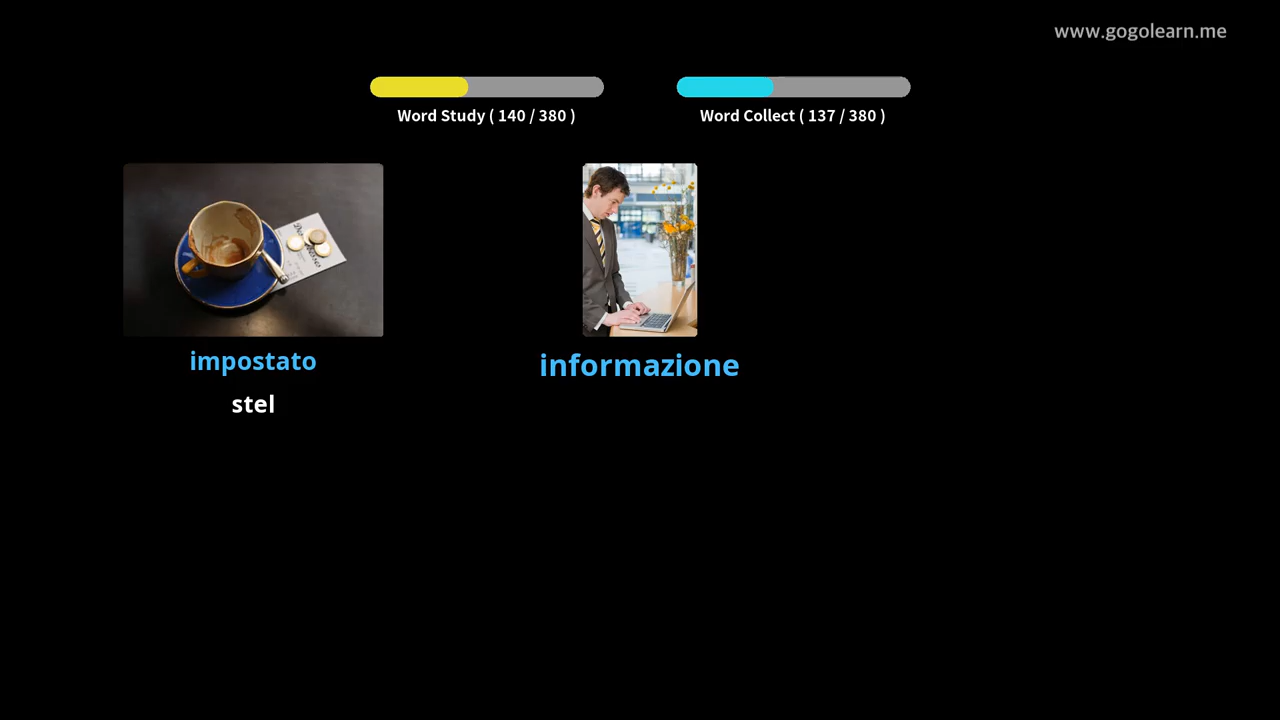 www.gogolearn.me
Word Study ( 140 / 380 )
Word Collect ( 137 / 380 )
impostato
stel
informazione